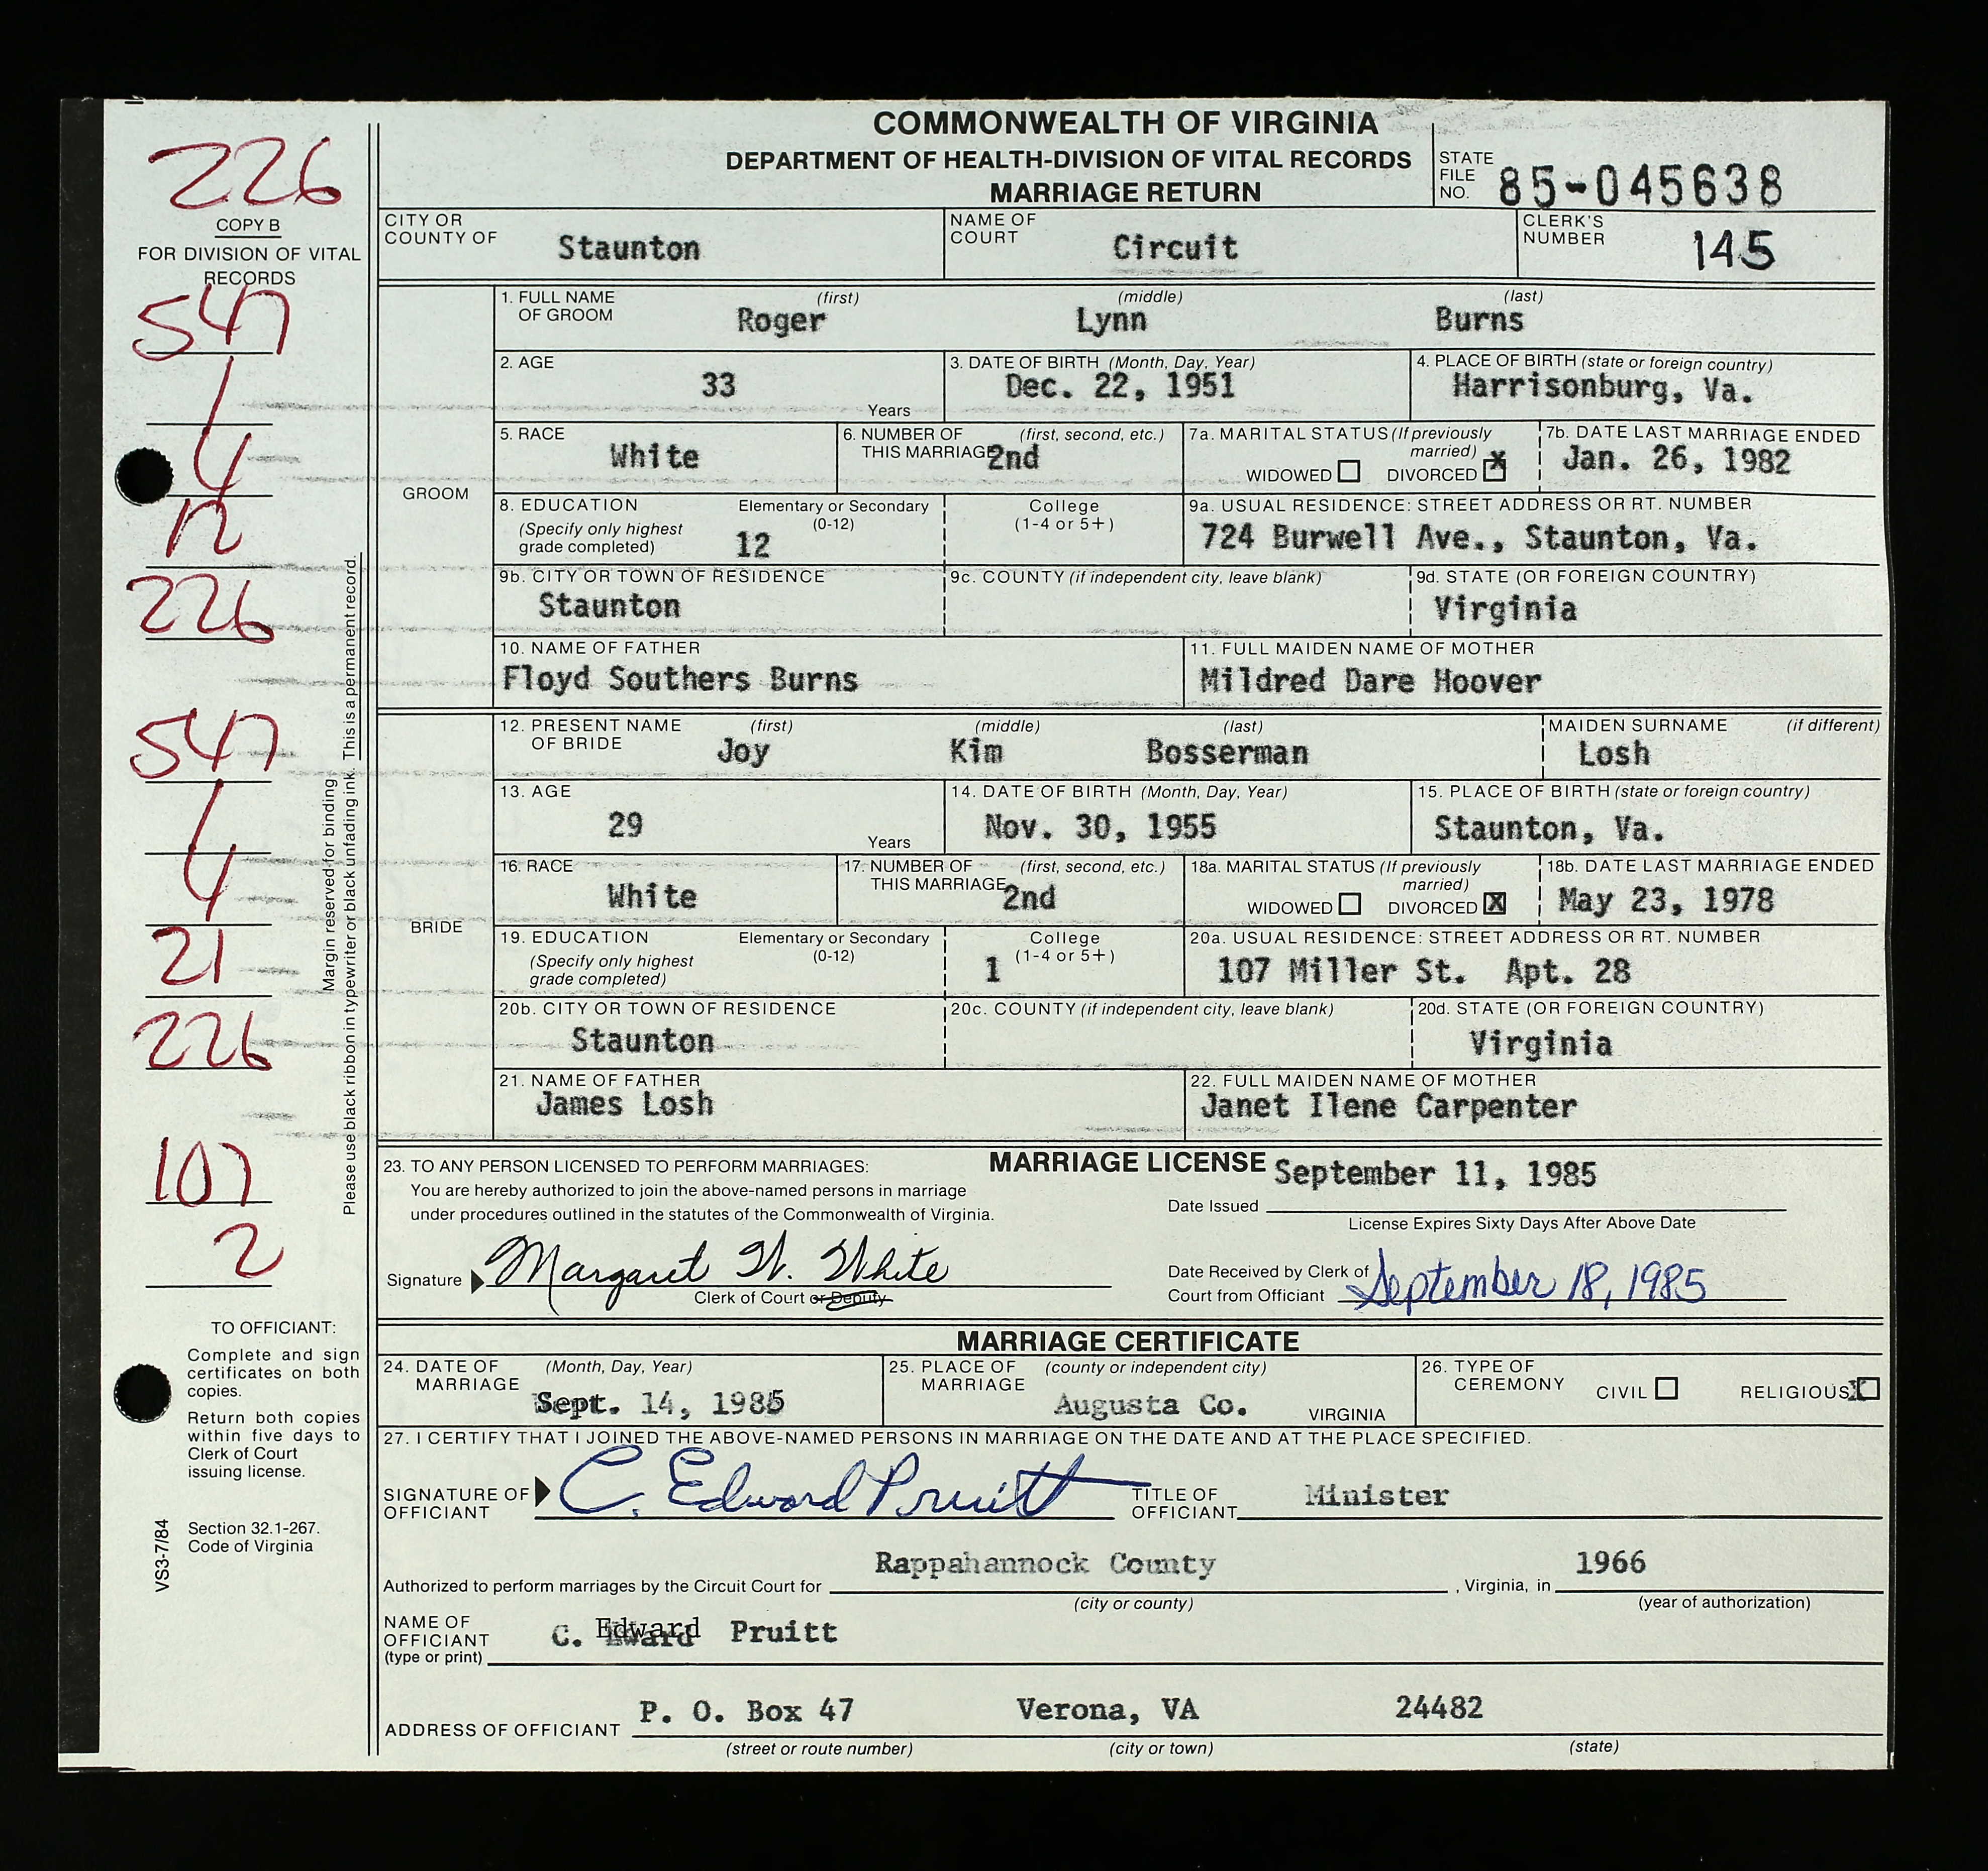 COMMONWEALTH OF VIRGINIA
DEPARTMENT OF HEALTH-DIVISION OF VITAL RECORDS
MARRIAGE RETURN
STATE FILE NO. 85-045638
226
COPY B
FOR DIVISION OF VITAL
RECORDS
547
1
4
12
226
547
1
4
21
226
107
2
Margin reserved for binding
Please use black ribbon in typewriter or black unfading ink. This is a permanent record.
TO OFFICIANT:
Complete and sign
certificates on both
copies.
Return both copies
within five days to
Clerk of Court
issuing license.
Section 32.1-267.
Code of Virginia
VS3-7/84
CITY OR COUNTY OF Staunton
NAME OF COURT Circuit
CLERK'S NUMBER 145
GROOM
1. FULL NAME OF GROOM (first) Roger (middle) Lynn (last) Burns
2. AGE 33 Years
3. DATE OF BIRTH (Month, Day, Year) Dec. 22, 1951
4. PLACE OF BIRTH (state or foreign country) Harrisonburg, Va.
5. RACE White
6. NUMBER OF THIS MARRIAGE (first, second, etc.) 2nd
7a. MARITAL STATUS (If previously married) WIDOWED DIVORCED X
7b. DATE LAST MARRIAGE ENDED Jan. 26, 1982
8. EDUCATION (Specify only highest grade completed) Elementary or Secondary (0-12) 12 College (1-4 or 5+)
9a. USUAL RESIDENCE: STREET ADDRESS OR RT. NUMBER 724 Burwell Ave., Staunton, Va.
9b. CITY OR TOWN OF RESIDENCE Staunton
9c. COUNTY (if independent city, leave blank)
9d. STATE (OR FOREIGN COUNTRY) Virginia
10. NAME OF FATHER Floyd Southers Burns
11. FULL MAIDEN NAME OF MOTHER Mildred Dare Hoover
BRIDE
12. PRESENT NAME OF BRIDE (first) Joy (middle) Kim (last) Bosserman
MAIDEN SURNAME (if different) Losh
13. AGE 29 Years
14. DATE OF BIRTH (Month, Day, Year) Nov. 30, 1955
15. PLACE OF BIRTH (state or foreign country) Staunton, Va.
16. RACE White
17. NUMBER OF THIS MARRIAGE (first, second, etc.) 2nd
18a. MARITAL STATUS (If previously married) WIDOWED DIVORCED X
18b. DATE LAST MARRIAGE ENDED May 23, 1978
19. EDUCATION (Specify only highest grade completed) Elementary or Secondary (0-12) College (1-4 or 5+) 1
20a. USUAL RESIDENCE: STREET ADDRESS OR RT. NUMBER 107 Miller St. Apt. 28
20b. CITY OR TOWN OF RESIDENCE Staunton
20c. COUNTY (if independent city, leave blank)
20d. STATE (OR FOREIGN COUNTRY) Virginia
21. NAME OF FATHER James Losh
22. FULL MAIDEN NAME OF MOTHER Janet Ilene Carpenter
MARRIAGE LICENSE
23. TO ANY PERSON LICENSED TO PERFORM MARRIAGES:
You are hereby authorized to join the above-named persons in marriage
under procedures outlined in the statutes of the Commonwealth of Virginia.
Date Issued September 11, 1985
License Expires Sixty Days After Above Date
Signature Margaret W. White
Clerk of Court or Deputy
Date Received by Clerk of Court from Officiant September 18, 1985
MARRIAGE CERTIFICATE
24. DATE OF MARRIAGE (Month, Day, Year) Sept. 14, 1985
25. PLACE OF MARRIAGE (county or independent city) Augusta Co. VIRGINIA
26. TYPE OF CEREMONY CIVIL RELIGIOUS X
27. I CERTIFY THAT I JOINED THE ABOVE-NAMED PERSONS IN MARRIAGE ON THE DATE AND AT THE PLACE SPECIFIED.
SIGNATURE OF OFFICIANT C. Edward Pruitt
TITLE OF OFFICIANT Minister
Authorized to perform marriages by the Circuit Court for Rappahannock County, Virginia, in 1966
(city or county) (year of authorization)
NAME OF OFFICIANT (type or print) C. Edward Pruitt
ADDRESS OF OFFICIANT P. O. Box 47 Verona, VA 24482
(street or route number) (city or town) (state)